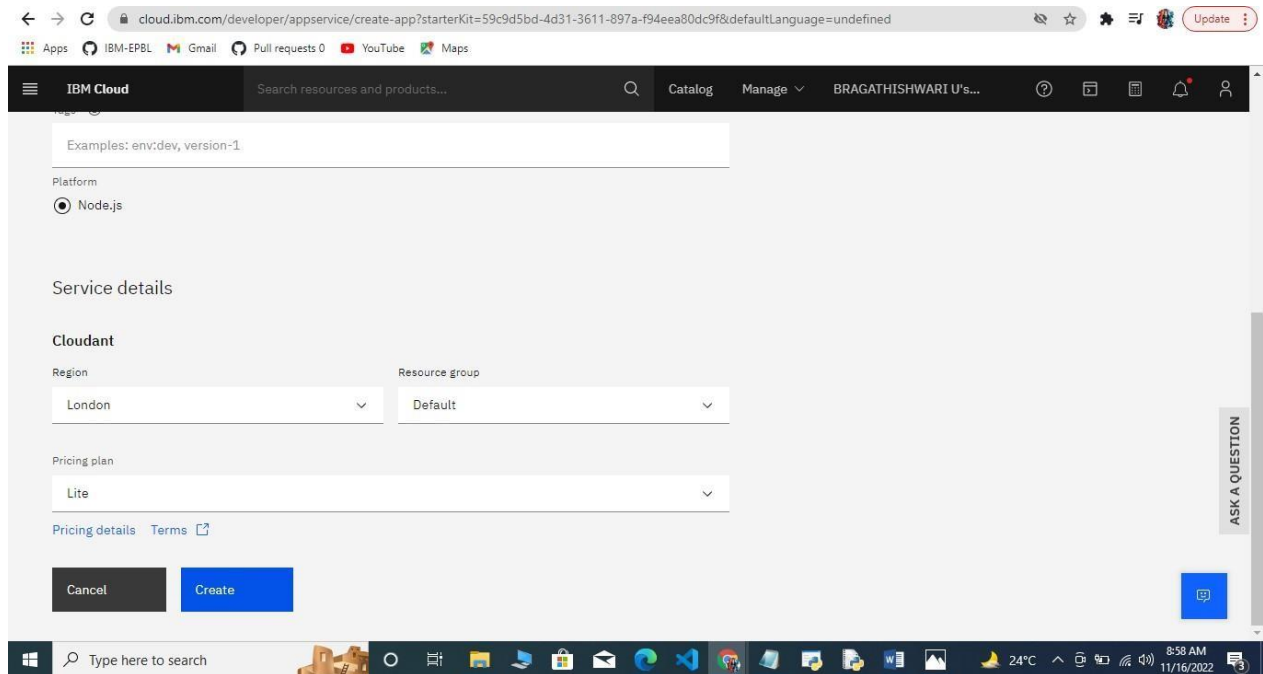 cloud.ibm.com/developer/appservice/create-app?starterKit=59c9d5bd-4d31-3611-897a-f94eea80dc9f&defaultLanguage=undefined
Update
Apps IBM-EPBL Gmail Pull requests 0 YouTube Maps
IBM Cloud Search resources and products... Catalog Manage BRAGATHISHWARI U's...
Tags
Examples: env:dev, version-1
Platform
Node.js
Service details
Cloudant
Region Resource group
London Default
Pricing plan
Lite
Pricing details Terms
Cancel Create
ASK A QUESTION
Type here to search
24°C
8:58 AM
11/16/2022
3